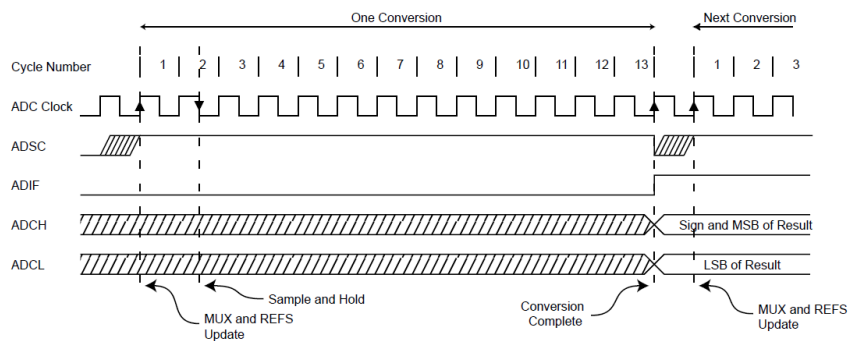 One Conversion
Next Conversion
Cycle Number 1 2 3 4 5 6 7 8 9 10 11 12 13 1 2 3
ADC Clock
ADSC
ADIF
ADCH
Sign and MSB of Result
ADCL
LSB of Result
MUX and REFS
Update
Sample and Hold
Conversion
Complete
MUX and REFS
Update